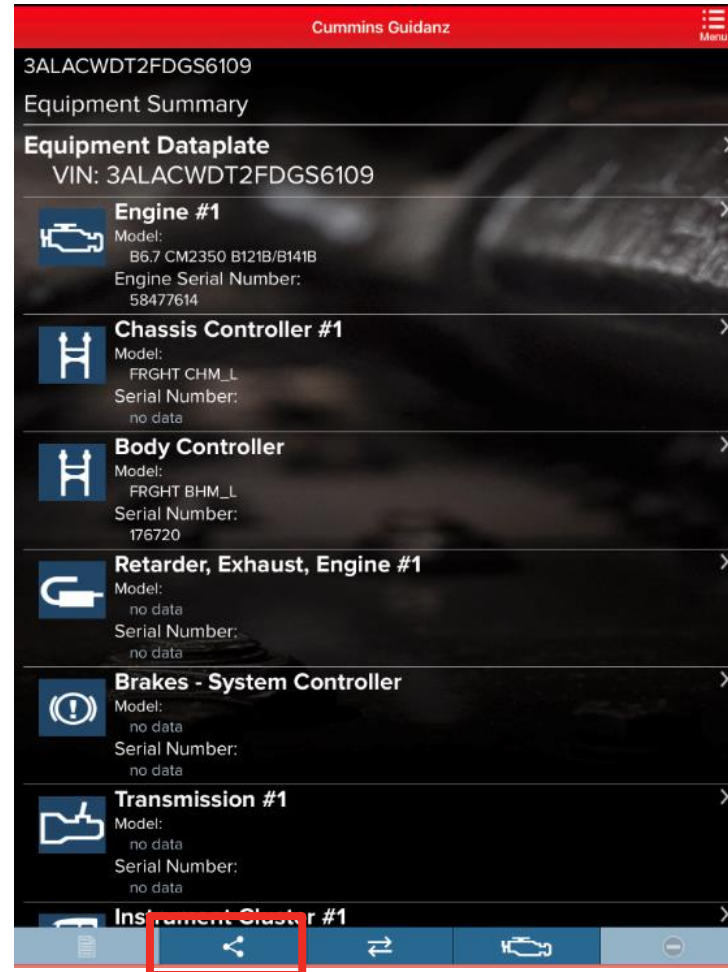 Cummins Guidanz
Menu
3ALACWDT2FDGS6109
Equipment Summary
Equipment Dataplate
VIN: 3ALACWDT2FDGS6109
Engine #1
Model:
B6.7 CM2350 B121B/B141B
Engine Serial Number:
58477614
Chassis Controller #1
Model:
FRGHT CHM_L
Serial Number:
no data
Body Controller
Model:
FRGHT BHM_L
Serial Number:
176720
Retarder, Exhaust, Engine #1
Model:
no data
Serial Number:
no data
Brakes - System Controller
Model:
no data
Serial Number:
no data
Transmission #1
Model:
no data
Serial Number:
no data
Instrument Cluster #1